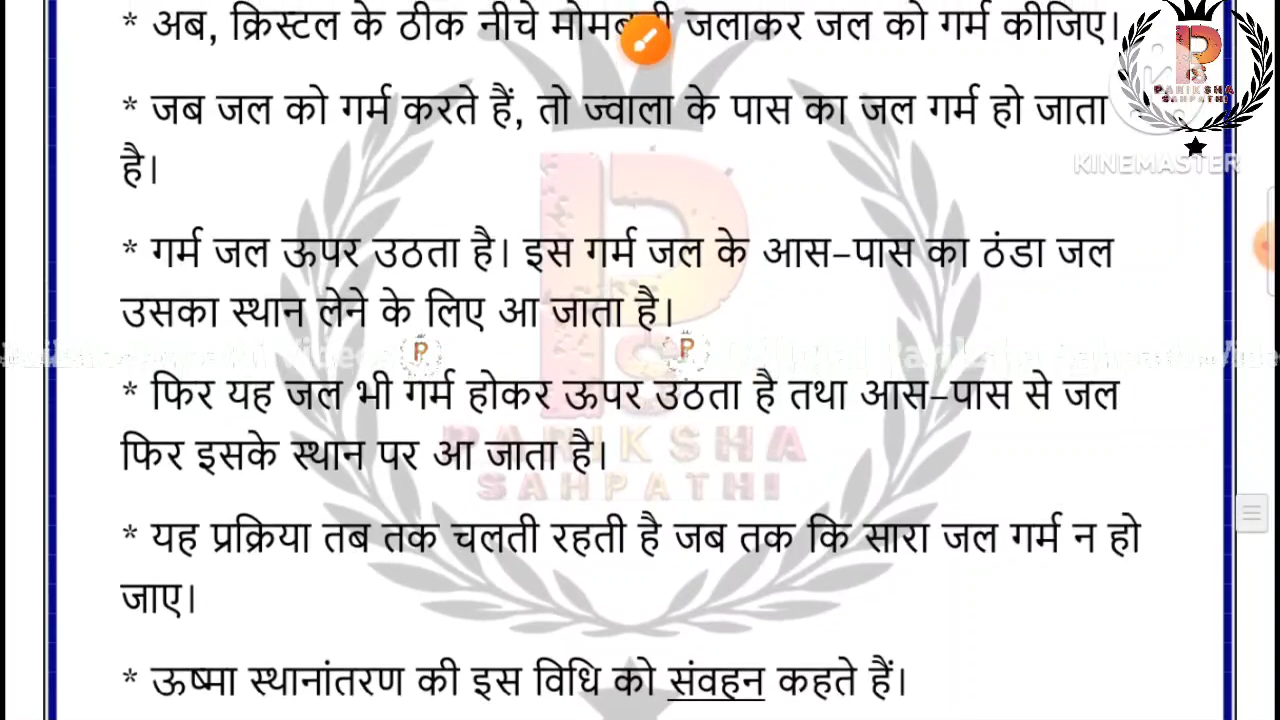 * अब, क्रिस्टल के ठीक नीचे जलाकर जल को गर्म कीजिए।
* जब जल को गर्म करते हैं, तो ज्वाला के पास का जल गर्म हो जाता
है।
PARIKSHA
SAHPATHI
KINEMASTER
* गर्म जल ऊपर उठता है। इस गर्म जल के आस-पास का ठंडा जल
उसका स्थान लेने के लिए आ जाता है।
* फिर यह जल भी गर्म होकर ऊपर उठता है तथा आस-पास से जल
फिर इसके स्थान पर आ जाता है।
PARIKSHA
SAHPATHI
* यह प्रक्रिया तब तक चलती रहती है जब तक कि सारा जल गर्म न हो
जाए।
* ऊष्मा स्थानांतरण की इस विधि को संवहन कहते हैं।